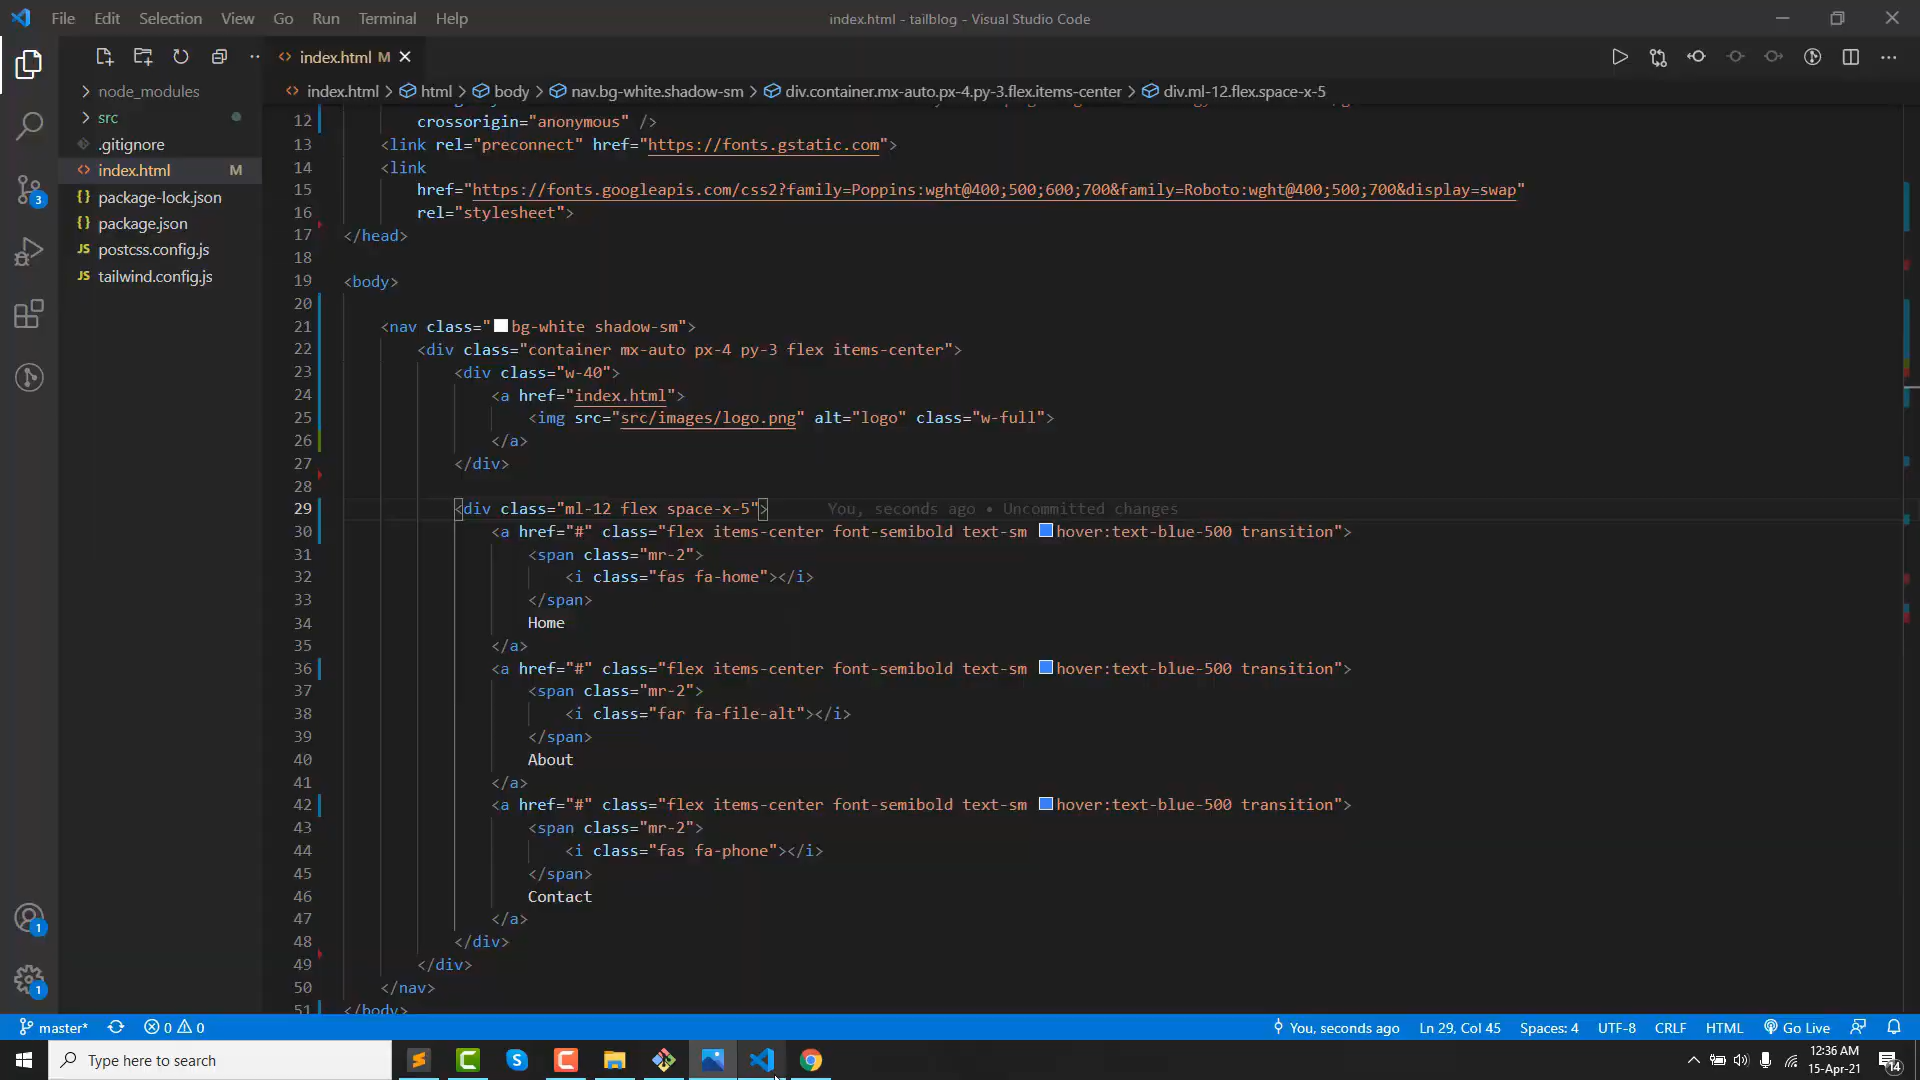 File Edit Selection View Go Run Terminal Help
index.html - tailblog - Visual Studio Code
index.html M
node_modules
src
.gitignore
index.html M
package-lock.json
package.json
JS postcss.config.js
JS tailwind.config.js
3
1
1
index.html > html > body > nav.bg-white.shadow-sm > div.container.mx-auto.px-4.py-3.flex.items-center > div.ml-12.flex.space-x-5
12 crossorigin="anonymous" />
13 <link rel="preconnect" href="https://fonts.gstatic.com">
14 <link
15 href="https://fonts.googleapis.com/css2?family=Poppins:wght@400;500;600;700&family=Roboto:wght@400;500;700&display=swap"
16 rel="stylesheet">
17 </head>
18
19 <body>
20
21 <nav class="bg-white shadow-sm">
22 <div class="container mx-auto px-4 py-3 flex items-center">
23 <div class="w-40">
24 <a href="index.html">
25 <img src="src/images/logo.png" alt="logo" class="w-full">
26 </a>
27 </div>
28
29 <div class="ml-12 flex space-x-5"> You, seconds ago • Uncommitted changes
30 <a href="#" class="flex items-center font-semibold text-sm hover:text-blue-500 transition">
31 <span class="mr-2">
32 <i class="fas fa-home"></i>
33 </span>
34 Home
35 </a>
36 <a href="#" class="flex items-center font-semibold text-sm hover:text-blue-500 transition">
37 <span class="mr-2">
38 <i class="far fa-file-alt"></i>
39 </span>
40 About
41 </a>
42 <a href="#" class="flex items-center font-semibold text-sm hover:text-blue-500 transition">
43 <span class="mr-2">
44 <i class="fas fa-phone"></i>
45 </span>
46 Contact
47 </a>
48 </div>
49 </div>
50 </nav>
51 </body>
master* 0 0 You, seconds ago Ln 29, Col 45 Spaces: 4 UTF-8 CRLF HTML Go Live
Type here to search
12:36 AM
15-Apr-21
14